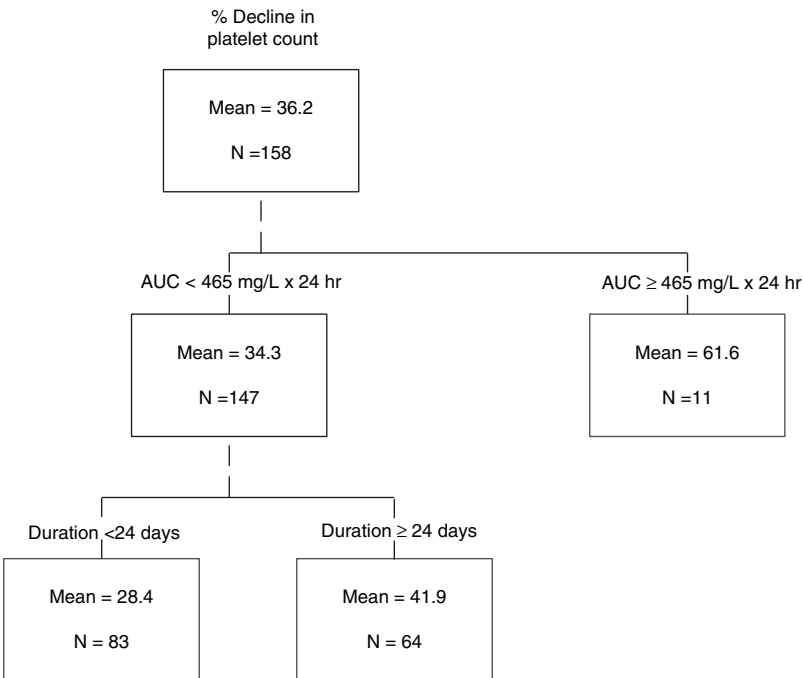 % Decline in
platelet count
Mean = 36.2
N =158
AUC < 465 mg/L x 24 hr
AUC ≥ 465 mg/L x 24 hr
Mean = 34.3
N =147
Mean = 61.6
N =11
Duration <24 days
Duration ≥ 24 days
Mean = 28.4
N = 83
Mean = 41.9
N = 64